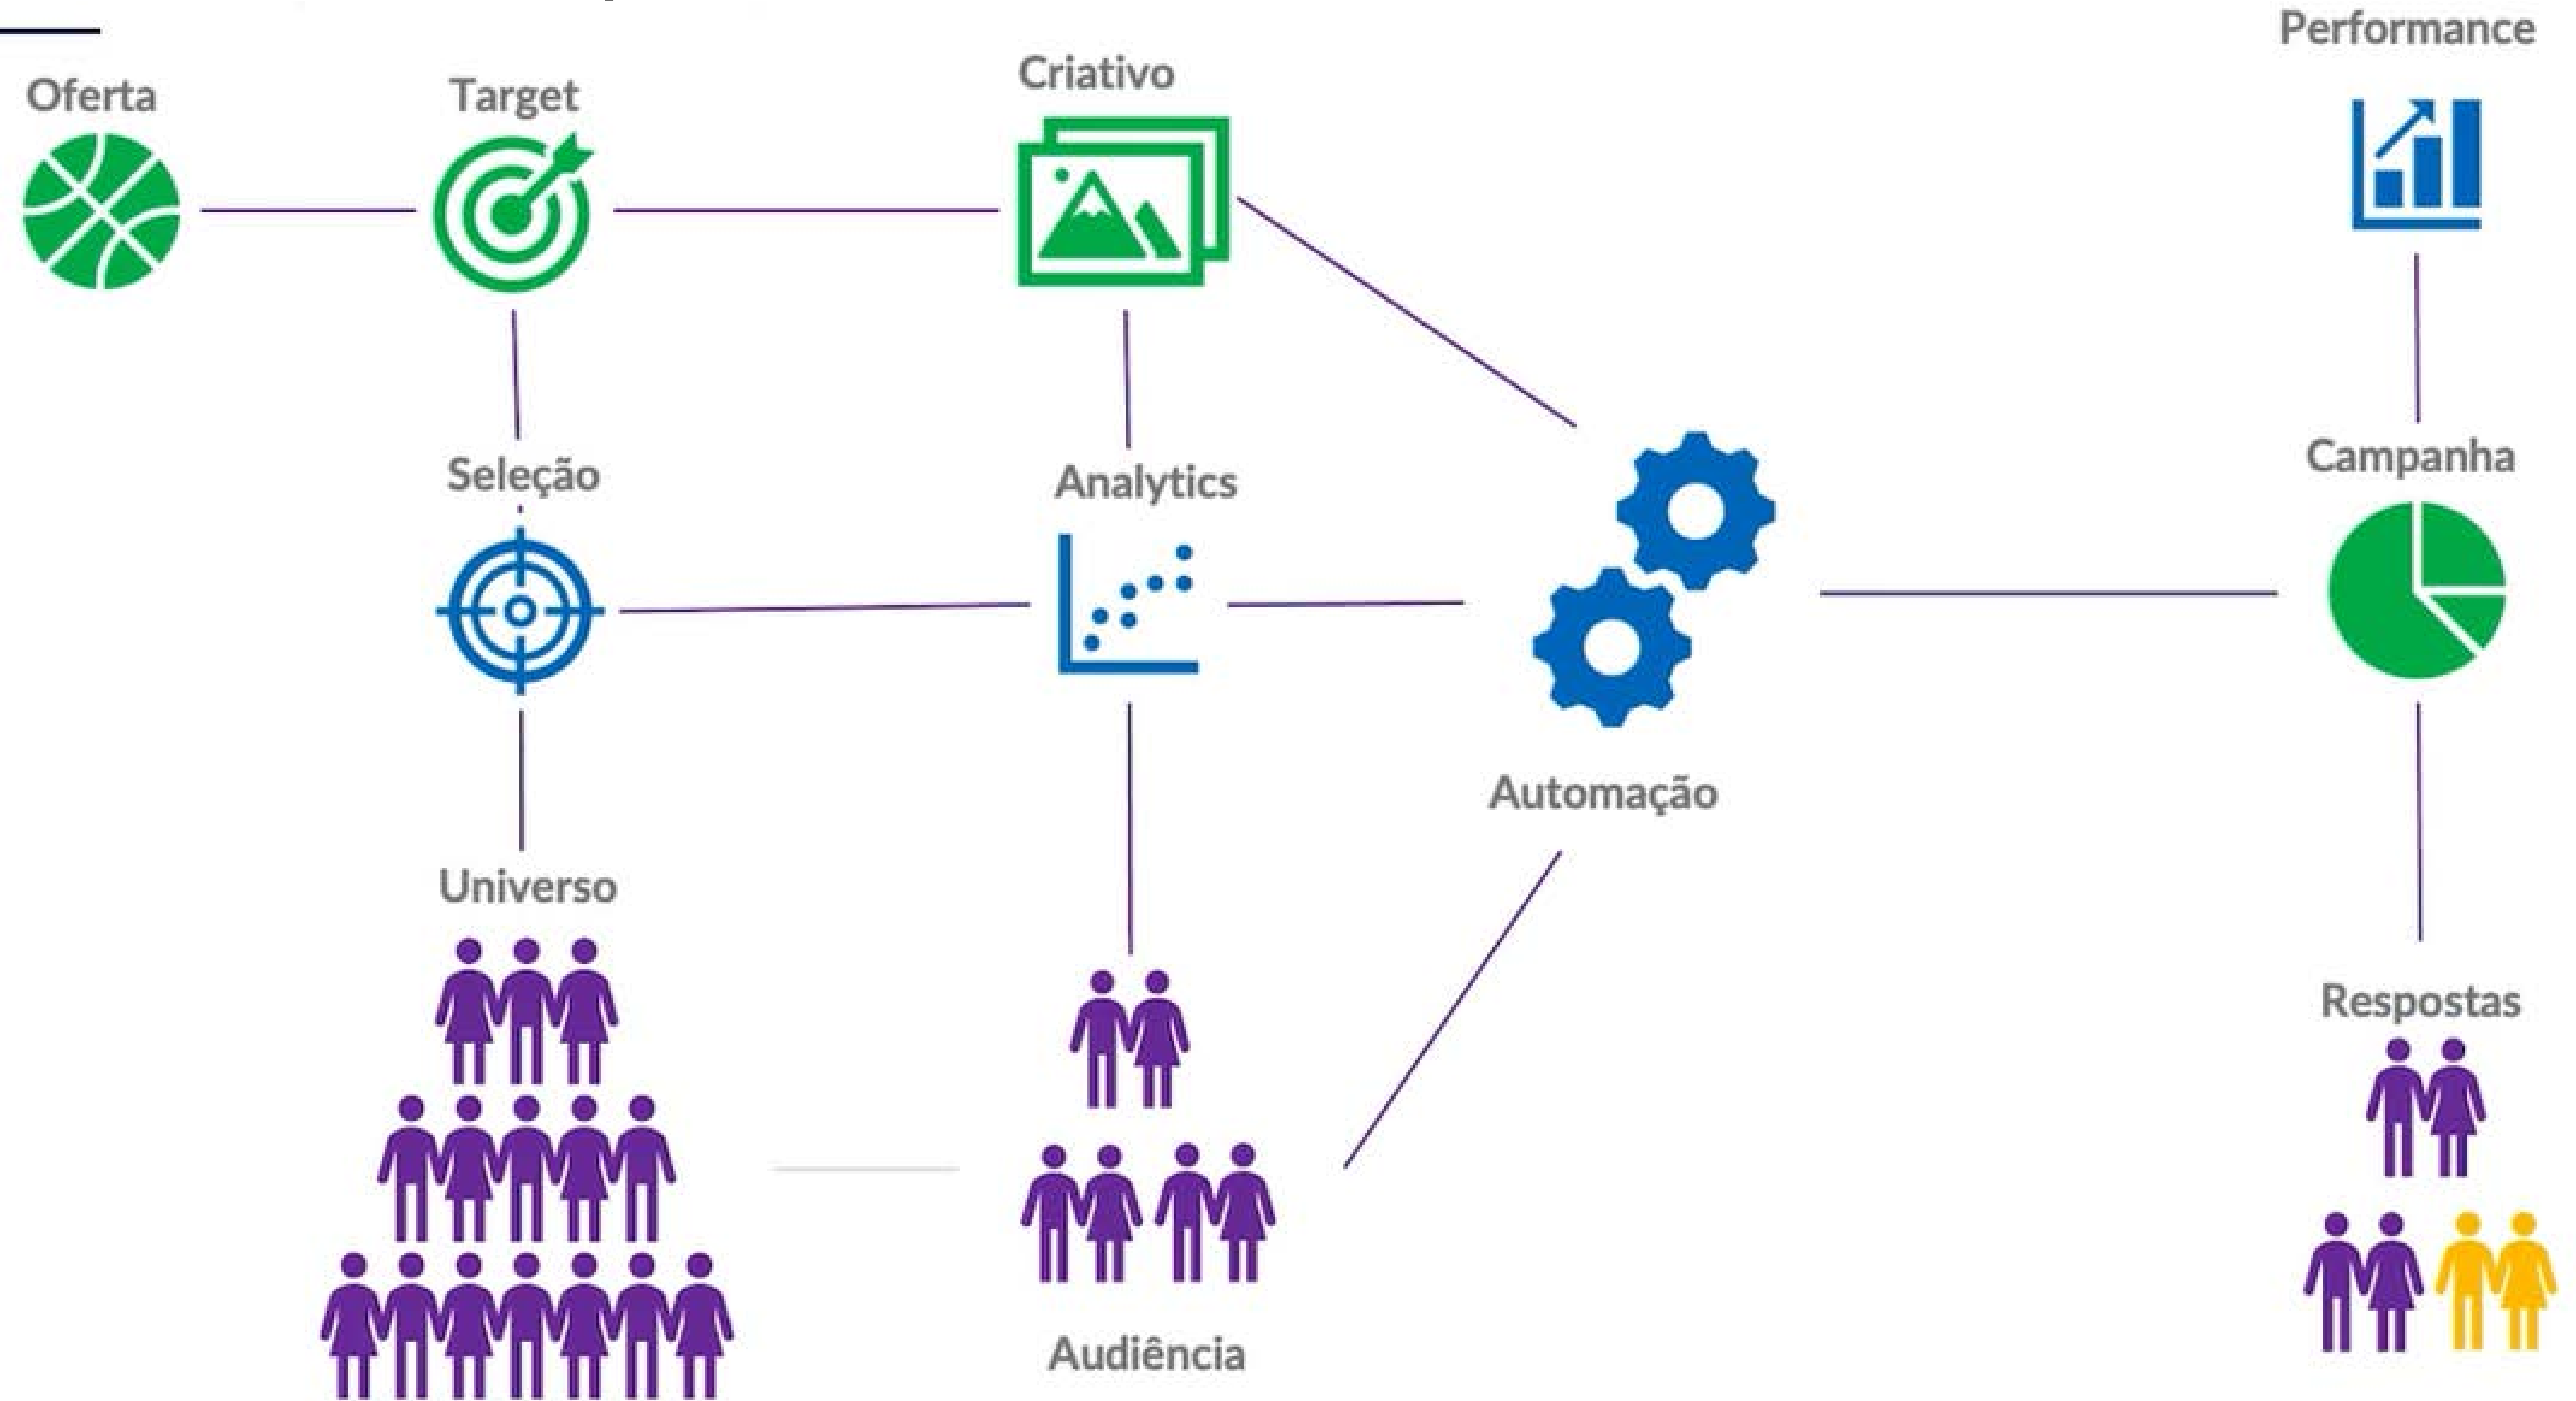 Oferta
Target
Criativo
Performance
Seleção
Analytics
Campanha
Automação
Universo
Respostas
Audiência